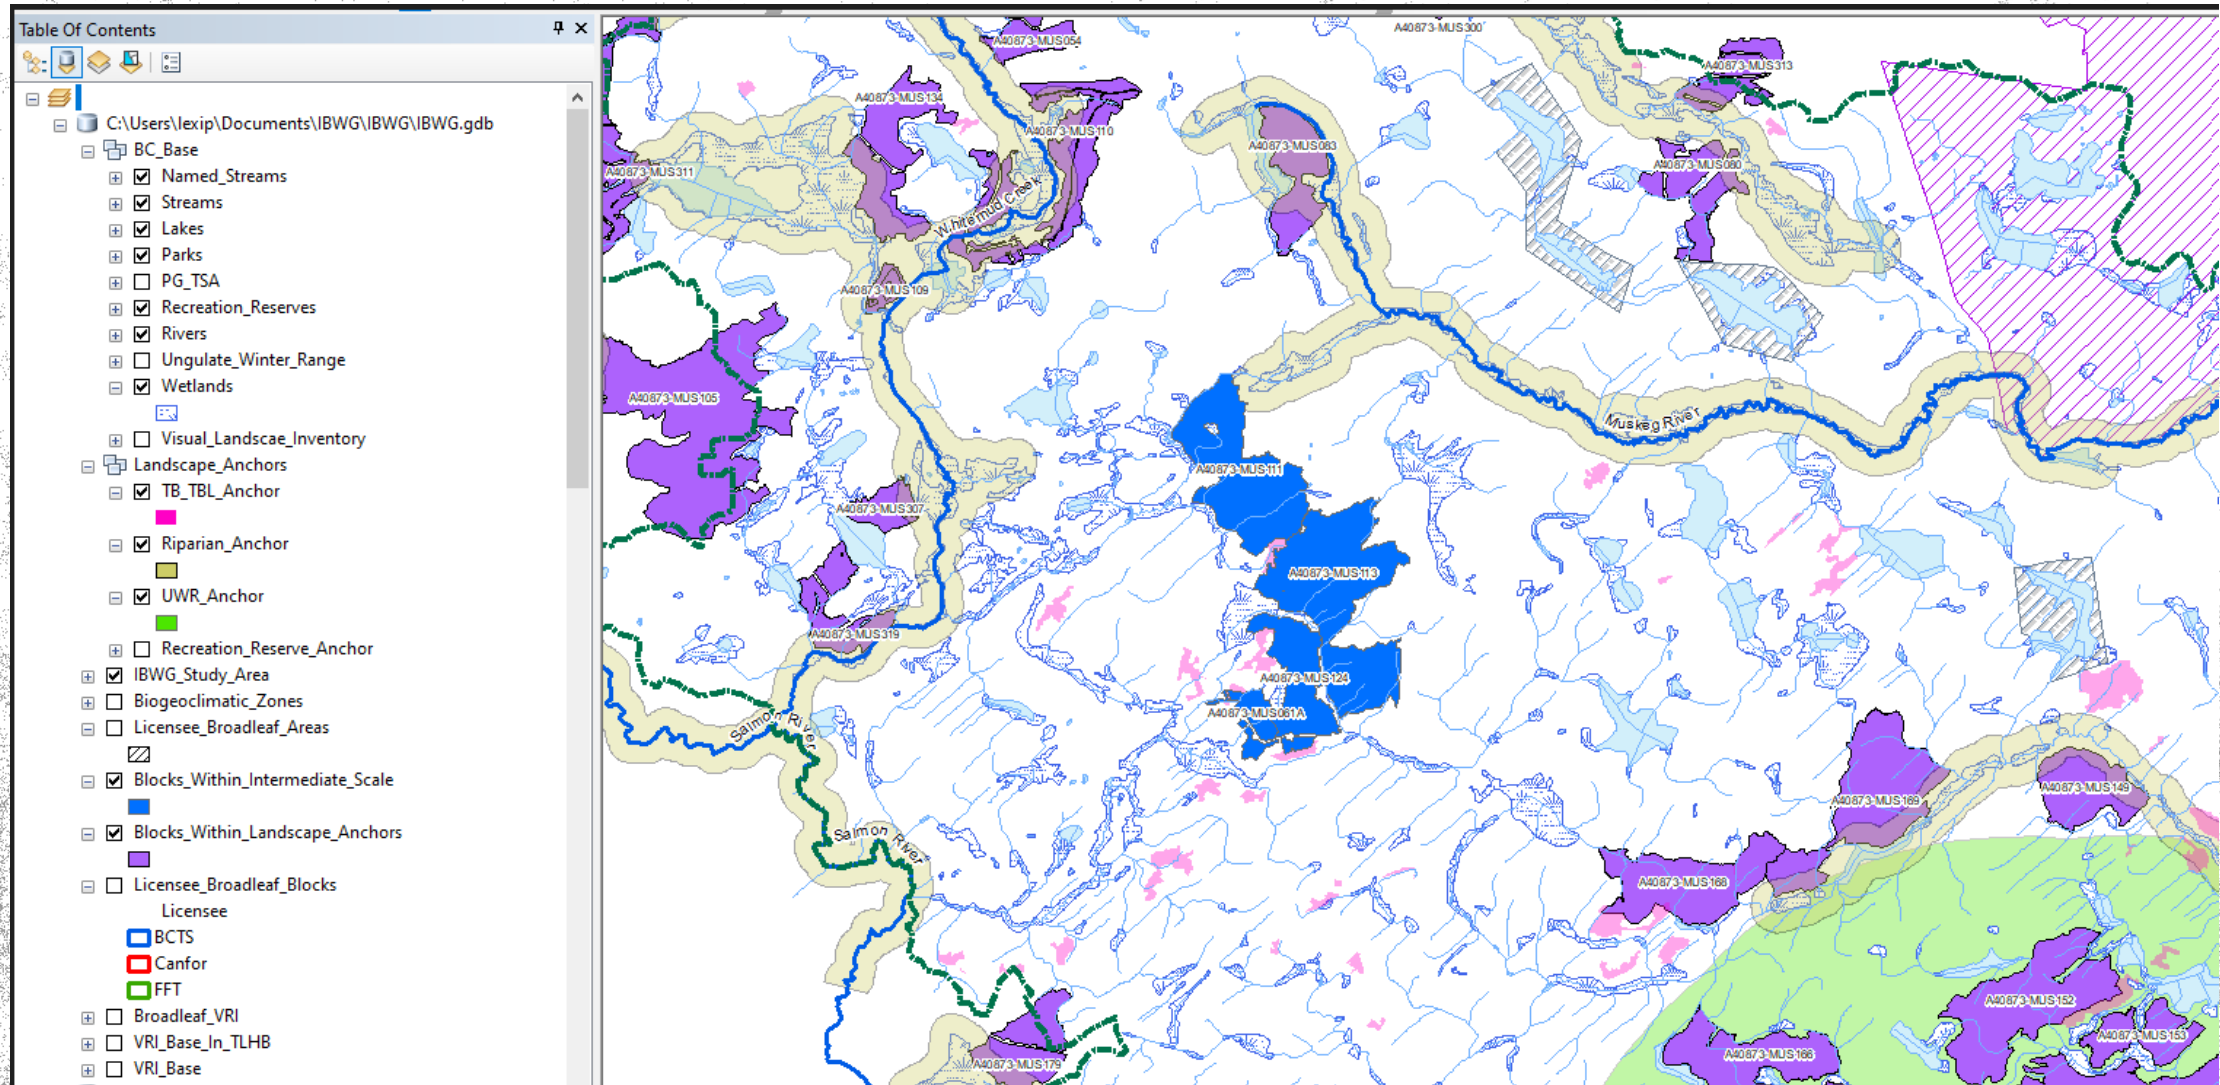 Table Of Contents
C:\Users\lexip\Documents\IBWG\IBWG\IBWG.gdb
BC_Base
Named_Streams
Streams
Lakes
Parks
PG_TSA
Recreation_Reserves
Rivers
Ungulate_Winter_Range
Wetlands
Visual_Landscae_Inventory
Landscape_Anchors
TB_TBL_Anchor
Riparian_Anchor
UWR_Anchor
Recreation_Reserve_Anchor
IBWG_Study_Area
Biogeoclimatic_Zones
Licensee_Broadleaf_Areas
Blocks_Within_Intermediate_Scale
Blocks_Within_Landscape_Anchors
Licensee_Broadleaf_Blocks
Licensee
BCTS
Canfor
FFT
Broadleaf_VRI
VRI_Base_In_TLHB
VRI_Base
A40873-MUS300
A40873-MUS054
A40873-MUS313
A40873-MUS134
A40873-MUS110
A40873-MUS083
A40873-MUS080
A40873-MUS311
Whitemud Creek
A40873-MUS109
A40873-MUS105
Muskeg River
A40873-MUS111
A40873-MUS307
A40873-MUS113
A40873-MUS319
A40873-MUS124
A40873-MUS061A
Salmon River
A40873-MUS149
A40873-MUS169
Salmon River
A40873-MUS168
A40873-MUS152
A40873-MUS153
A40873-MUS166
A40873-MUS179